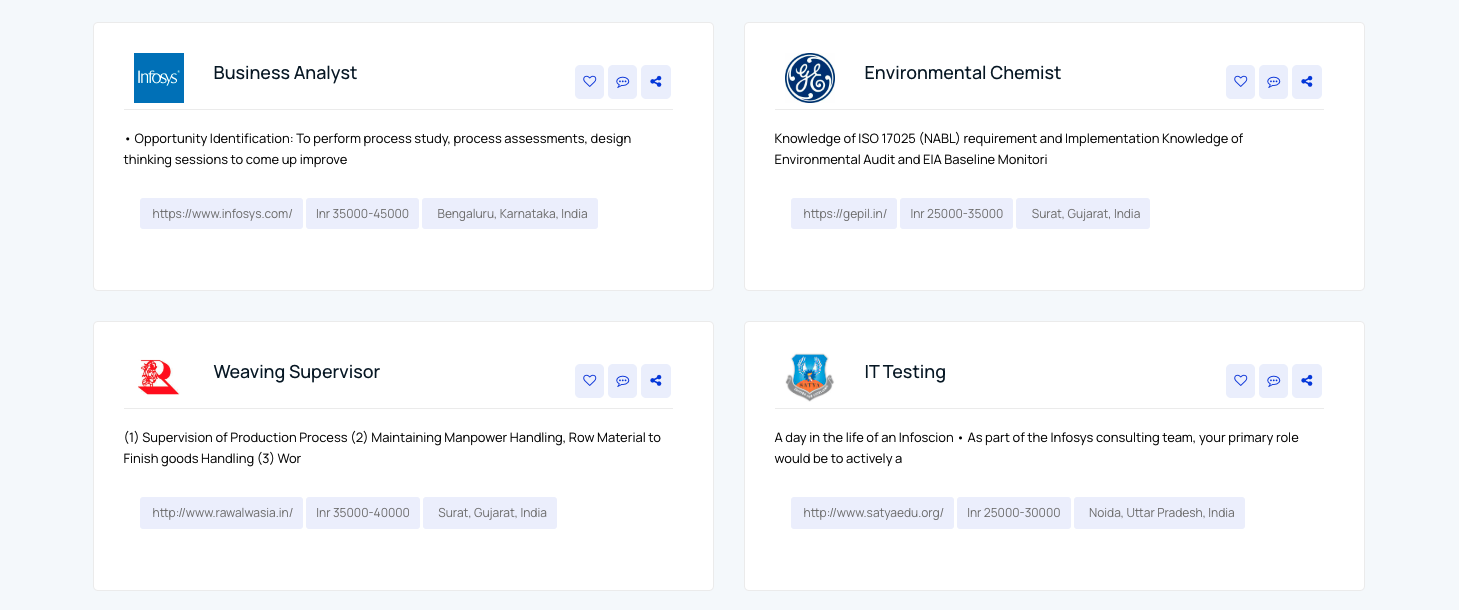 Infosys
Business Analyst
• Opportunity Identification: To perform process study, process assessments, design
thinking sessions to come up improve
https://www.infosys.com/
Inr 35000-45000
Bengaluru, Karnataka, India
GE
Environmental Chemist
Knowledge of ISO 17025 (NABL) requirement and Implementation Knowledge of
Environmental Audit and EIA Baseline Monitori
https://gepil.in/
Inr 25000-35000
Surat, Gujarat, India
R
Weaving Supervisor
(1) Supervision of Production Process (2) Maintaining Manpower Handling, Row Material to
Finish goods Handling (3) Wor
http://www.rawalwasia.in/
Inr 35000-40000
Surat, Gujarat, India
SATYA
IT Testing
A day in the life of an Infoscion • As part of the Infosys consulting team, your primary role
would be to actively a
http://www.satyaedu.org/
Inr 25000-30000
Noida, Uttar Pradesh, India